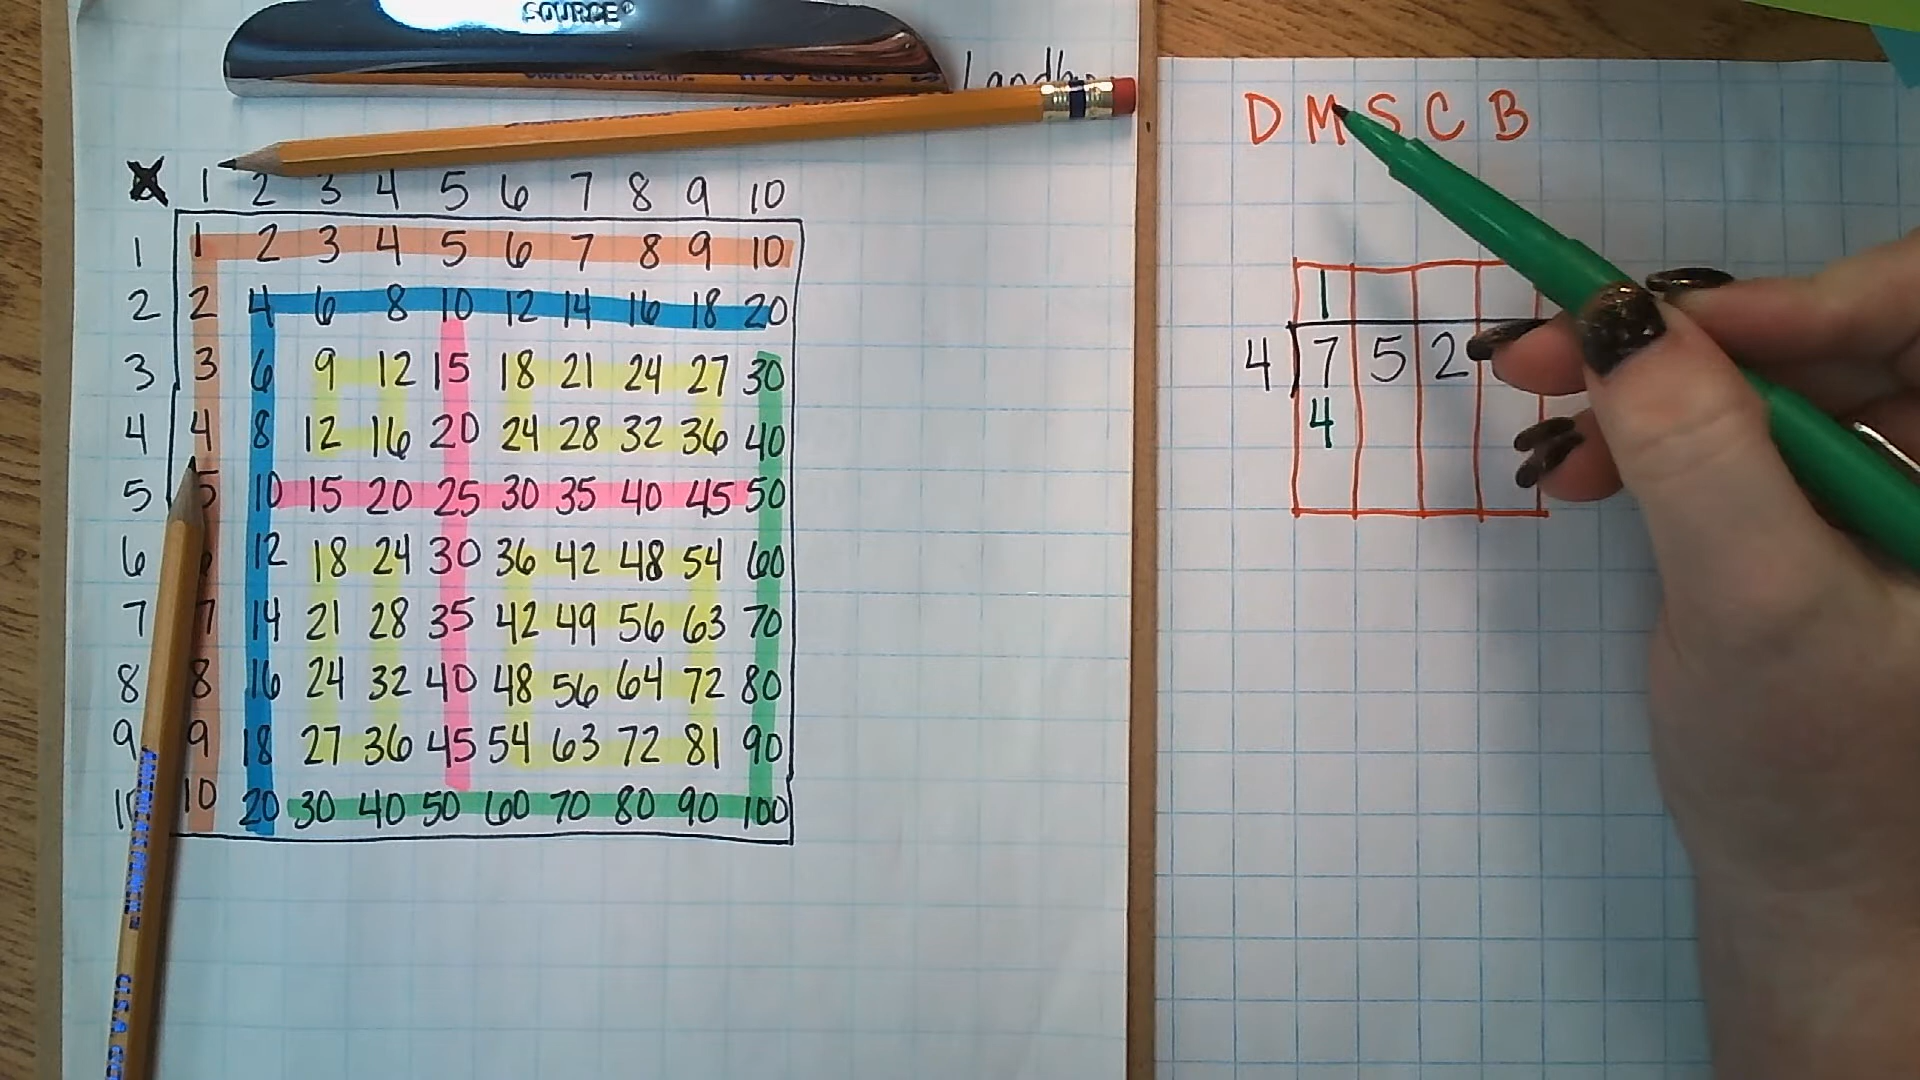 SOURCE®
D M S C B
X 1 2 3 4 5 6 7 8 9 10
1 1 2 3 4 5 6 7 8 9 10
2 2 4 6 8 10 12 14 16 18 20
3 3 6 9 12 15 18 21 24 27 30
4 4 8 12 16 20 24 28 32 36 40
5 5 10 15 20 25 30 35 40 45 50
6 12 18 24 30 36 42 48 54 60
7 7 14 21 28 35 42 49 56 63 70
8 8 16 24 32 40 48 56 64 72 80
9 9 18 27 36 45 54 63 72 81 90
10 10 20 30 40 50 60 70 80 90 100
1
4 7 5 2
4